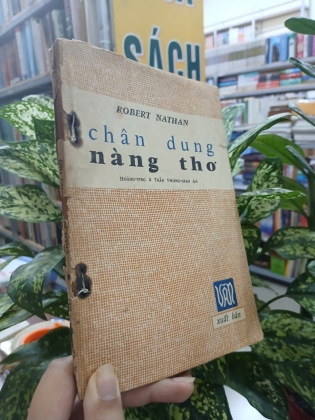 SÁCH
ROBERT NATHAN
chân dung
nàng thơ
xuất bản